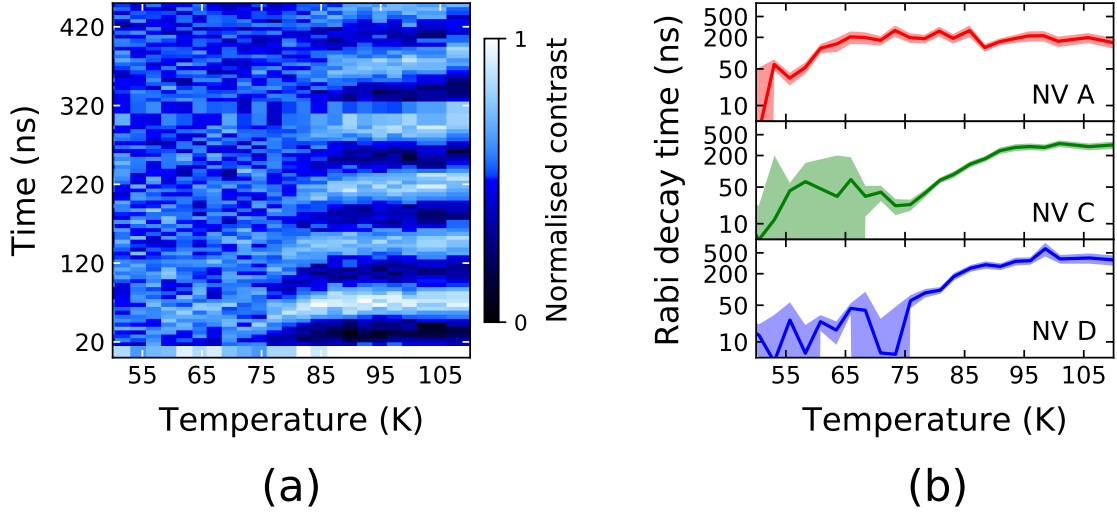 420
320
220
120
20
Time (ns)
55 65 75 85 95 105
Temperature (K)
1
0
Normalised contrast
(a)
Rabi decay time (ns)
500
200
50
10
NV A
500
200
50
10
NV C
500
200
50
10
NV D
55 65 75 85 95 105
Temperature (K)
(b)